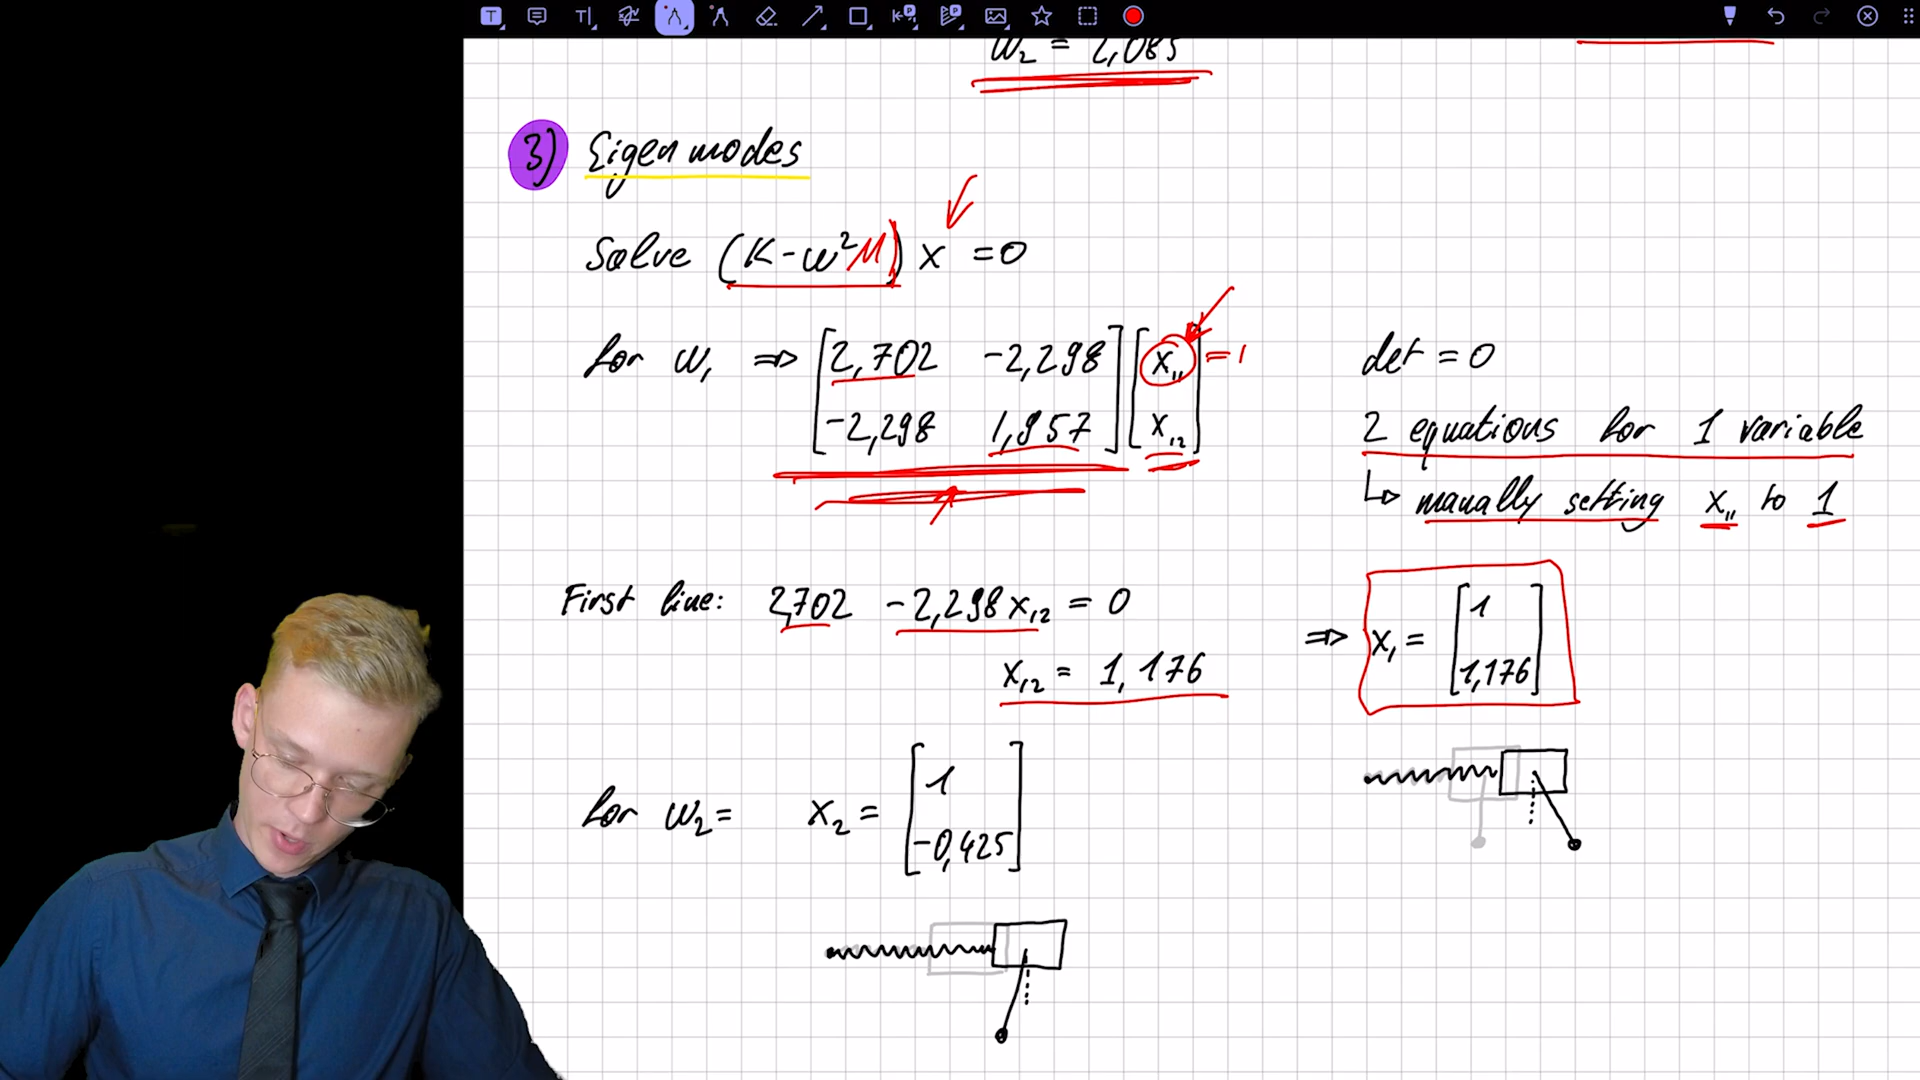 ω₂ = 2,085
3) Eigen modes
Solve (K-ω²M) x = 0
for ω₁ ⇒ [2,702 -2,298] [x₁₁] = 1
[-2,298 1,957] [x₁₂]
det = 0
2 equations for 1 variable
↳ manually setting x₁₁ to 1
First line: 2,702 -2,298 x₁₂ = 0
x₁₂ = 1,176
⇒ x₁ = [1
1,176]
for ω₂ = x₂ = [1
-0,425]